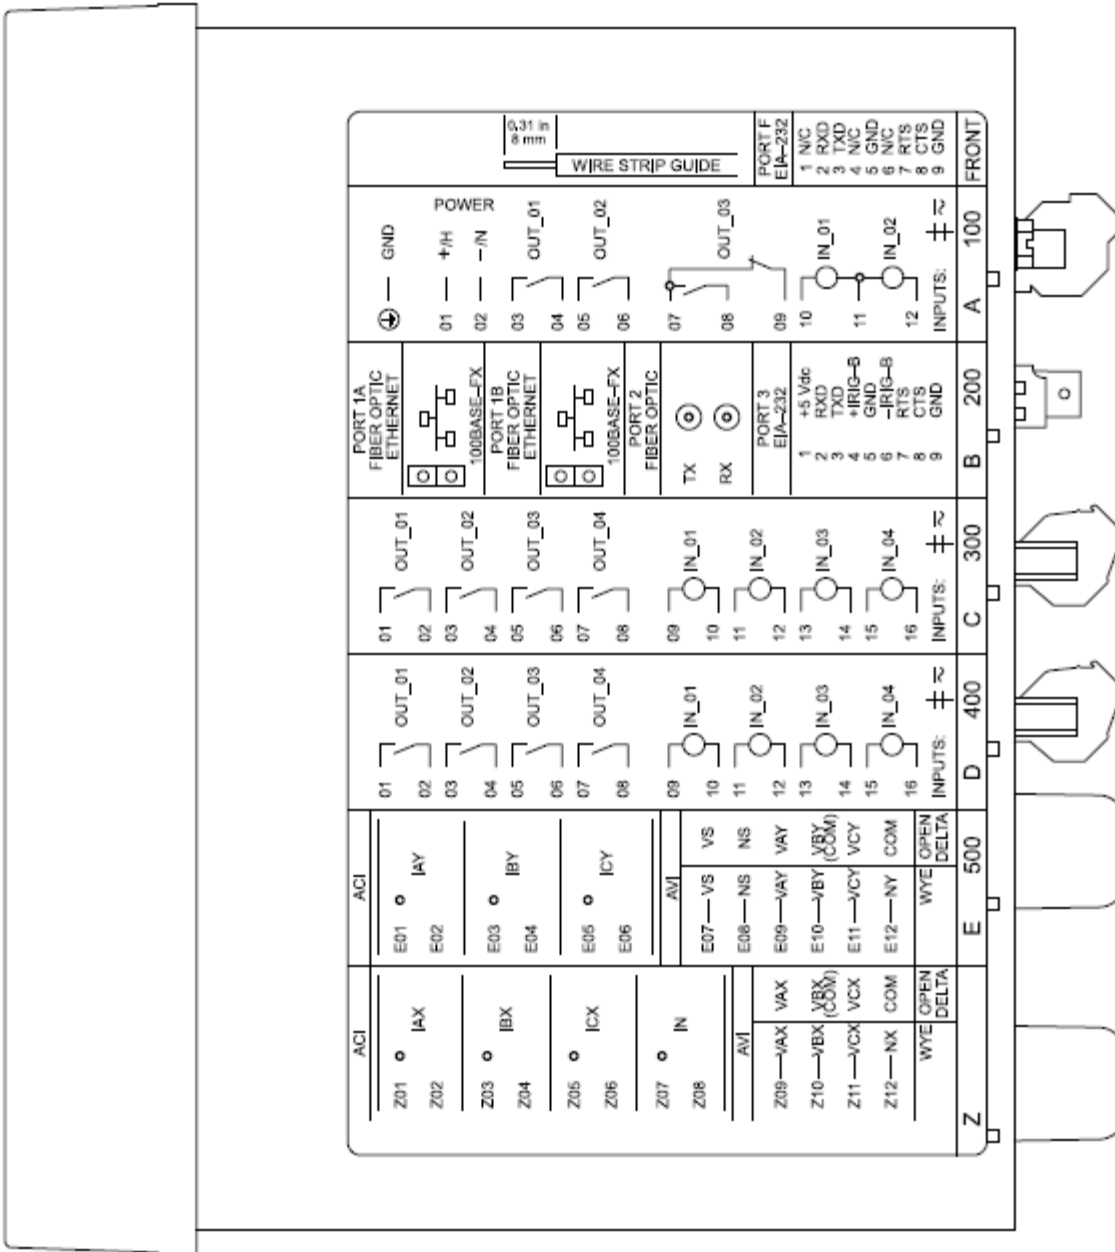 ACI
Z01
IAX
Z02
Z03
IBX
Z04
Z05
ICX
Z06
Z07
IN
Z08
AVI
Z09—VAX VAX
Z10—VBX VBX (COM)
Z11—VCX VCX
Z12—NX COM
WYE OPEN DELTA
Z
ACI
E01
IAY
E02
E03
IBY
E04
E05
ICY
E06
AVI
E07—VS VS
E08—NS NS
E09—VAY VAY
E10—VBY VBY (COM)
E11—VCY VCY
E12—NY COM
WYE OPEN DELTA
E 500
01
OUT_01
02
03
OUT_02
04
05
OUT_03
06
07
OUT_04
08
09
IN_01
10
11
IN_02
12
13
IN_03
14
15
IN_04
16
INPUTS:
D 400
01
OUT_01
02
03
OUT_02
04
05
OUT_03
06
07
OUT_04
08
09
IN_01
10
11
IN_02
12
13
IN_03
14
15
IN_04
16
INPUTS:
C 300
PORT 1A
FIBER OPTIC
ETHERNET
100BASE-FX
PORT 1B
FIBER OPTIC
ETHERNET
100BASE-FX
PORT 2
FIBER OPTIC
TX
RX
PORT 3
EIA-232
1 +5 Vdc
2 RXD
3 TXD
4 +IRIG-B
5 GND
6 -IRIG-B
7 RTS
8 CTS
9 GND
B 200
GND
POWER
01 — +/H
02 — -/N
03
OUT_01
04
05
OUT_02
06
07
OUT_03
08
09
10
IN_01
11
IN_02
12
INPUTS:
A 100
0.31 in
8 mm
WIRE STRIP GUIDE
PORT F
EIA-232
1 N/C
2 RXD
3 TXD
4 N/C
5 GND
6 N/C
7 RTS
8 CTS
9 GND
FRONT